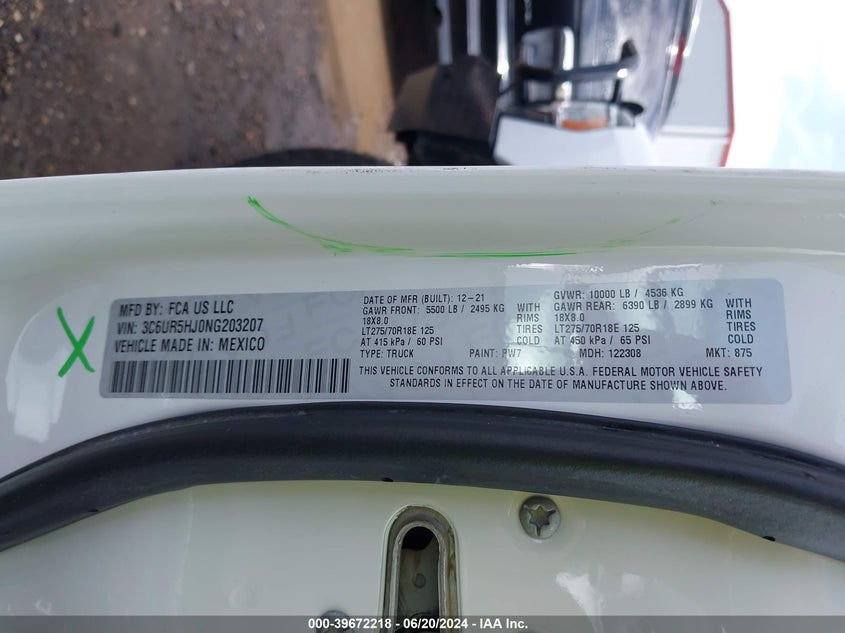 MFD BY: FCA US LLC
VIN: 3C6UR5HJ0NG203207
VEHICLE MADE IN: MEXICO
DATE OF MFR (BUILT): 12-21
GAWR FRONT: 5500 LB / 2495 KG WITH
18X8.0 RIMS
LT275/70R18E 125 TIRES
AT 415 kPa / 60 PSI COLD
TYPE: TRUCK PAINT: PW7
GVWR: 10000 LB / 4536 KG
GAWR REAR: 6390 LB / 2899 KG WITH
18X8.0 RIMS
LT275/70R18E 125 TIRES
AT 450 kPa / 65 PSI COLD
MDH: 122308 MKT: 875
THIS VEHICLE CONFORMS TO ALL APPLICABLE U.S.A. FEDERAL MOTOR VEHICLE SAFETY
STANDARDS IN EFFECT ON THE DATE OF MANUFACTURE SHOWN ABOVE.
X
000-39672218 | 06/20/2024 | IAA Inc.